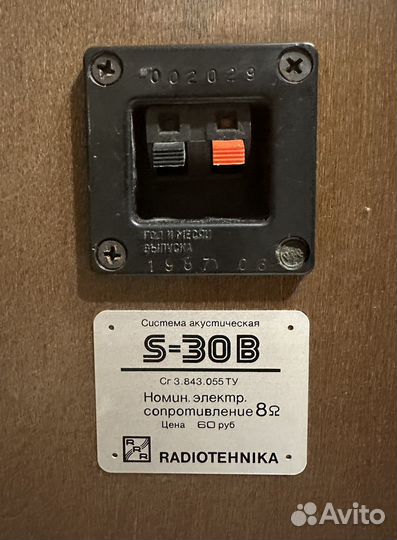 002029
ГОД И МЕСЯЦ
ВЫПУСКА
1987 08
Система акустическая
S-30B
Сг 3.843.055 ТУ
Номин. электр.
сопротивление 8Ω
Цена 60 руб
RRR RADIOTEHNIKA
Avito